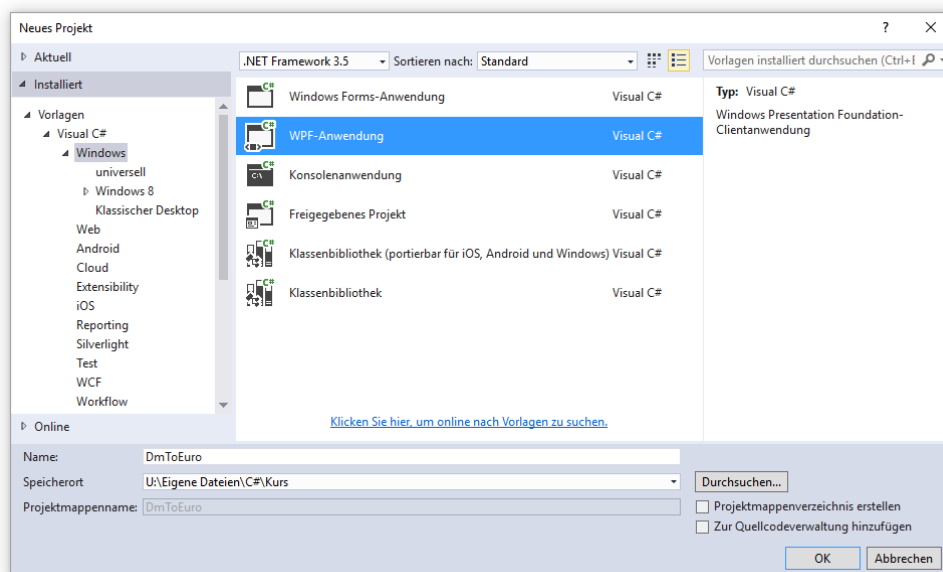 Neues Projekt
? X
Aktuell
.NET Framework 3.5 Sortieren nach: Standard
Vorlagen installiert durchsuchen (Ctrl+E
Installiert
Vorlagen
Visual C#
Windows
universell
Windows 8
Klassischer Desktop
Web
Android
Cloud
Extensibility
iOS
Reporting
Silverlight
Test
WCF
Workflow
Online
Windows Forms-Anwendung Visual C#
WPF-Anwendung Visual C#
Konsolenanwendung Visual C#
Freigegebenes Projekt Visual C#
Klassenbibliothek (portierbar für iOS, Android und Windows) Visual C#
Klassenbibliothek Visual C#
Klicken Sie hier, um online nach Vorlagen zu suchen.
Typ: Visual C#
Windows Presentation Foundation-
Clientanwendung
Name: DmToEuro
Speicherort U:\Eigene Dateien\C#\Kurs
Durchsuchen...
Projektmappenname: DmToEuro
Projektmappenverzeichnis erstellen
Zur Quellcodeverwaltung hinzufügen
OK Abbrechen